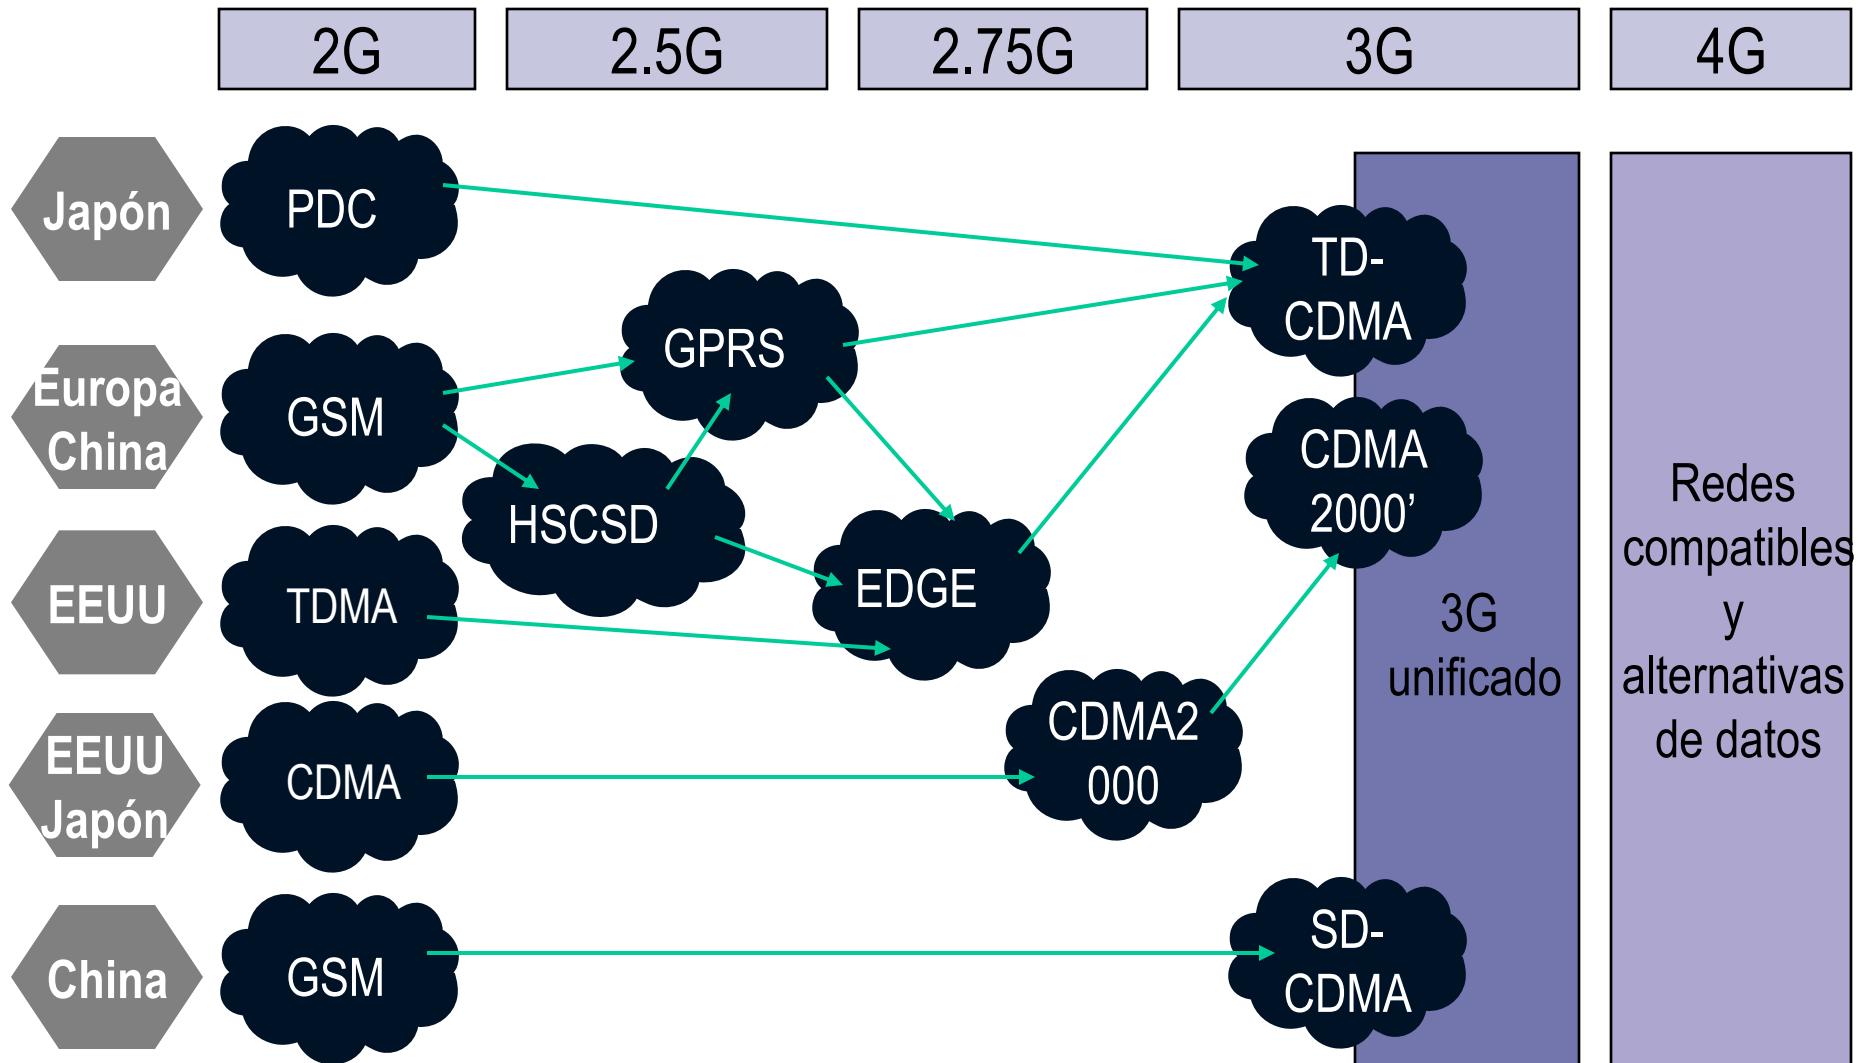 2G
2.5G
2.75G
3G
4G
Japón
PDC
TD-
CDMA
Europa
China
GSM
GPRS
HSCSD
CDMA
2000’
EEUU
TDMA
EDGE
3G
unificado
Redes
compatibles
y
alternativas
de datos
EEUU
Japón
CDMA
CDMA2
000
China
GSM
SD-
CDMA